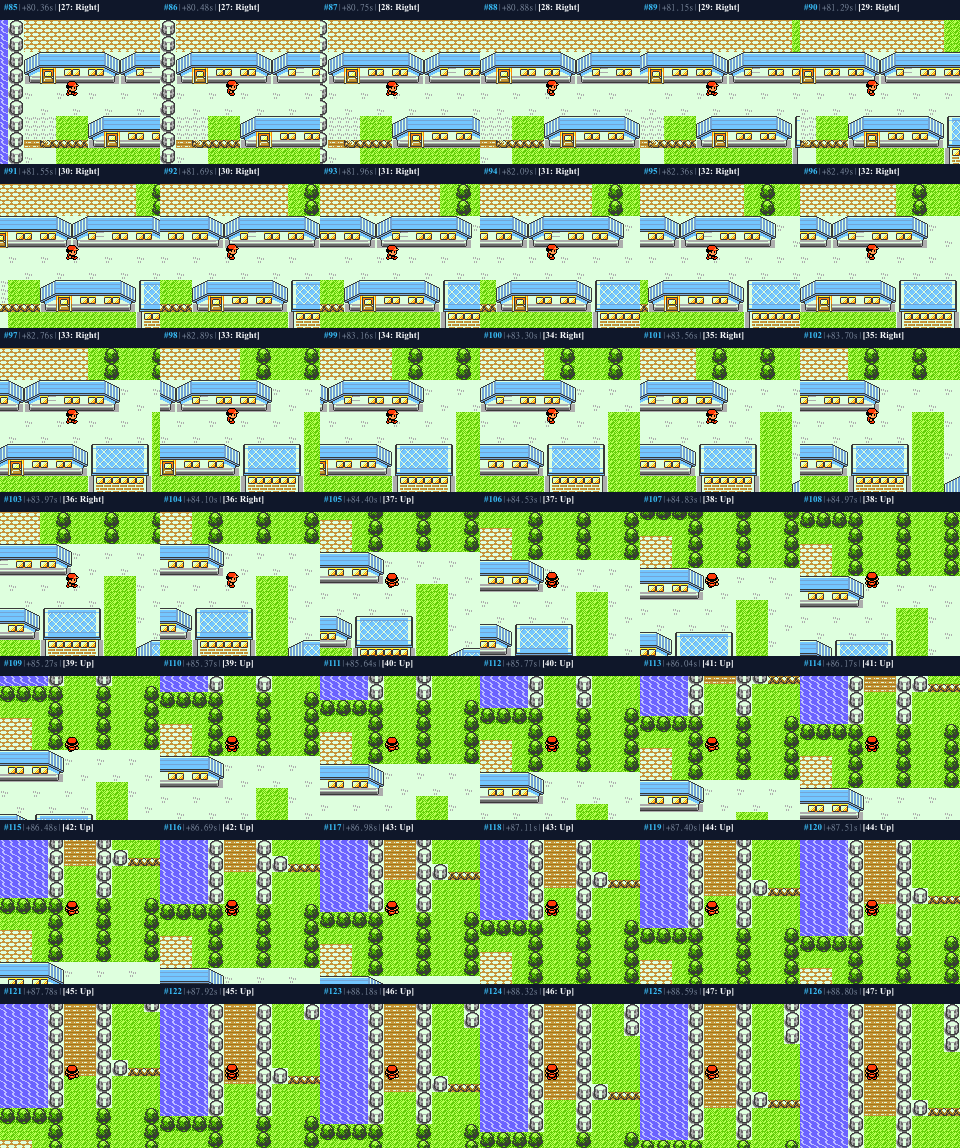 #85|+80.36s|[27: Right]
#86|+80.48s|[27: Right]
#87|+80.75s|[28: Right]
#88|+80.88s|[28: Right]
#89|+81.15s|[29: Right]
#90|+81.29s|[29: Right]
#91|+81.55s|[30: Right]
#92|+81.69s|[30: Right]
#93|+81.96s|[31: Right]
#94|+82.09s|[31: Right]
#95|+82.36s|[32: Right]
#96|+82.49s|[32: Right]
#97|+82.76s|[33: Right]
#98|+82.89s|[33: Right]
#99|+83.16s|[34: Right]
#100|+83.30s|[34: Right]
#101|+83.56s|[35: Right]
#102|+83.70s|[35: Right]
#103|+83.97s|[36: Right]
#104|+84.10s|[36: Right]
#105|+84.40s|[37: Up]
#106|+84.53s|[37: Up]
#107|+84.83s|[38: Up]
#108|+84.97s|[38: Up]
#109|+85.27s|[39: Up]
#110|+85.37s|[39: Up]
#111|+85.64s|[40: Up]
#112|+85.77s|[40: Up]
#113|+86.04s|[41: Up]
#114|+86.17s|[41: Up]
#115|+86.48s|[42: Up]
#116|+86.69s|[42: Up]
#117|+86.98s|[43: Up]
#118|+87.11s|[43: Up]
#119|+87.40s|[44: Up]
#120|+87.51s|[44: Up]
#121|+87.78s|[45: Up]
#122|+87.92s|[45: Up]
#123|+88.18s|[46: Up]
#124|+88.32s|[46: Up]
#125|+88.59s|[47: Up]
#126|+88.80s|[47: Up]